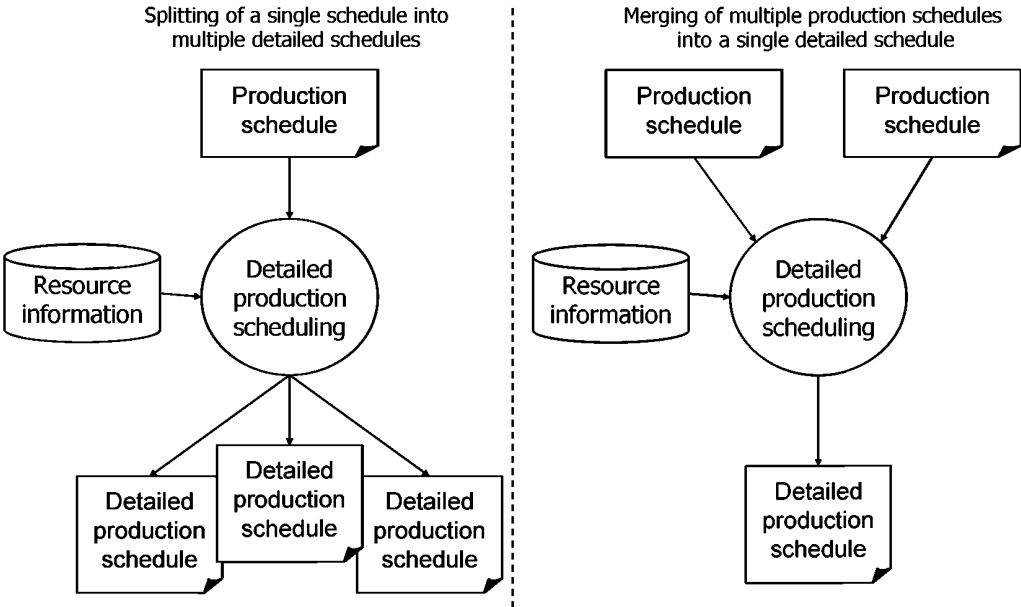 Splitting of a single schedule into
multiple detailed schedules
Production
schedule
Resource
information
Detailed
production
scheduling
Detailed
production
schedule
Detailed
production
schedule
Detailed
production
schedule
Merging of multiple production schedules
into a single detailed schedule
Production
schedule
Production
schedule
Resource
information
Detailed
production
scheduling
Detailed
production
schedule